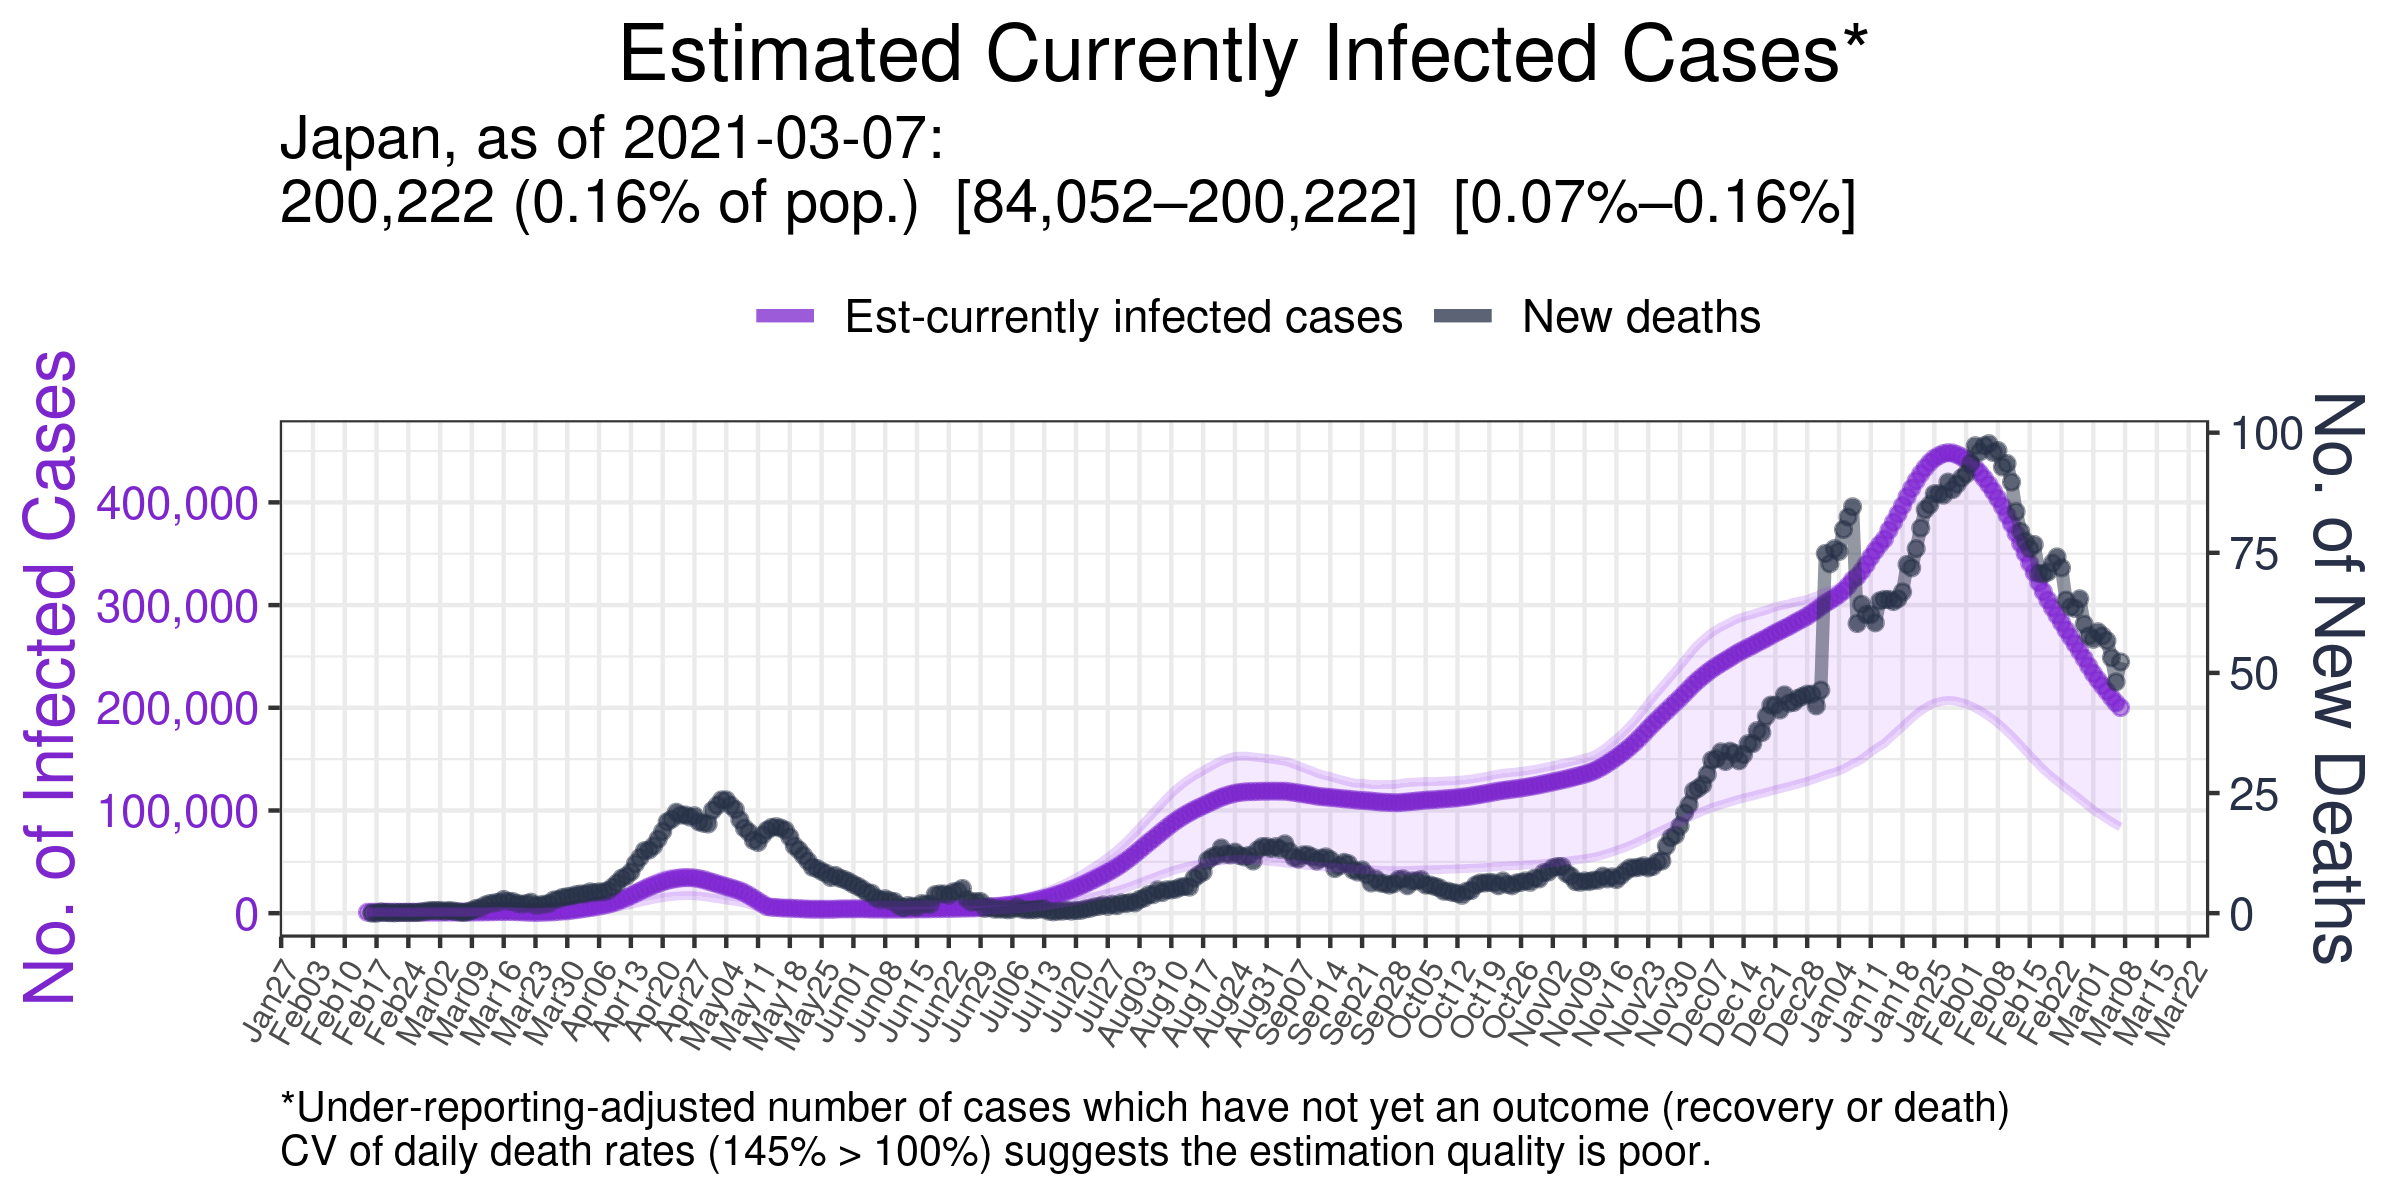 Estimated Currently Infected Cases*
Japan, as of 2021-03-07:
200,222 (0.16% of pop.) [84,052–200,222] [0.07%–0.16%]
Est-currently infected cases
New deaths
No. of Infected Cases
400,000
300,000
200,000
100,000
0
100
75
50
25
0
No. of New Deaths
Jan27
Feb03
Feb10
Feb17
Feb24
Mar02
Mar09
Mar16
Mar23
Mar30
Apr06
Apr13
Apr20
Apr27
May04
May11
May18
May25
Jun01
Jun08
Jun15
Jun22
Jun29
Jul06
Jul13
Jul20
Jul27
Aug03
Aug10
Aug17
Aug24
Aug31
Sep07
Sep14
Sep21
Sep28
Oct05
Oct12
Oct19
Oct26
Nov02
Nov09
Nov16
Nov23
Nov30
Dec07
Dec14
Dec21
Dec28
Jan04
Jan11
Jan18
Jan25
Feb01
Feb08
Feb15
Feb22
Mar01
Mar08
Mar15
Mar22
*Under-reporting-adjusted number of cases which have not yet an outcome (recovery or death)
CV of daily death rates (145% > 100%) suggests the estimation quality is poor.